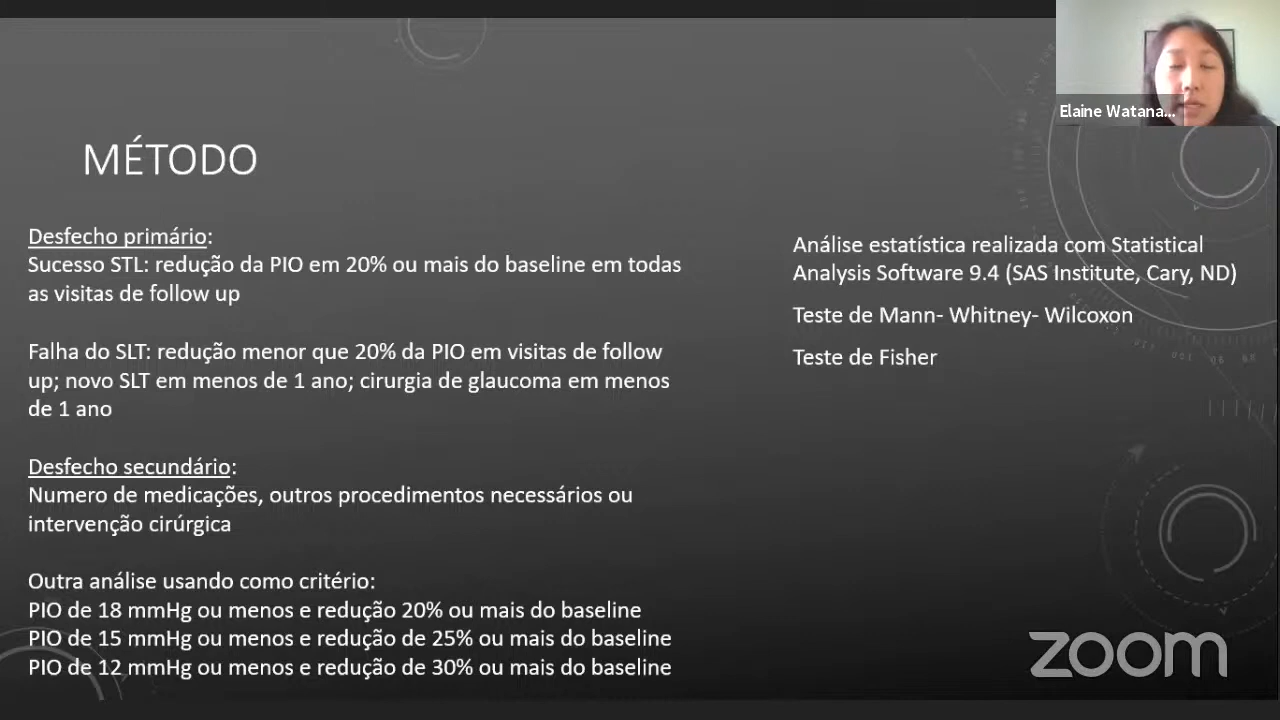 Elaine Watana...
MÉTODO
Desfecho primário:
Sucesso STL: redução da PIO em 20% ou mais do baseline em todas
as visitas de follow up
Falha do SLT: redução menor que 20% da PIO em visitas de follow
up; novo SLT em menos de 1 ano; cirurgia de glaucoma em menos
de 1 ano
Desfecho secundário:
Numero de medicações, outros procedimentos necessários ou
intervenção cirúrgica
Outra análise usando como critério:
PIO de 18 mmHg ou menos e redução 20% ou mais do baseline
PIO de 15 mmHg ou menos e redução de 25% ou mais do baseline
PIO de 12 mmHg ou menos e redução de 30% ou mais do baseline
Análise estatística realizada com Statistical
Analysis Software 9.4 (SAS Institute, Cary, ND)
Teste de Mann- Whitney- Wilcoxon
Teste de Fisher
zoom